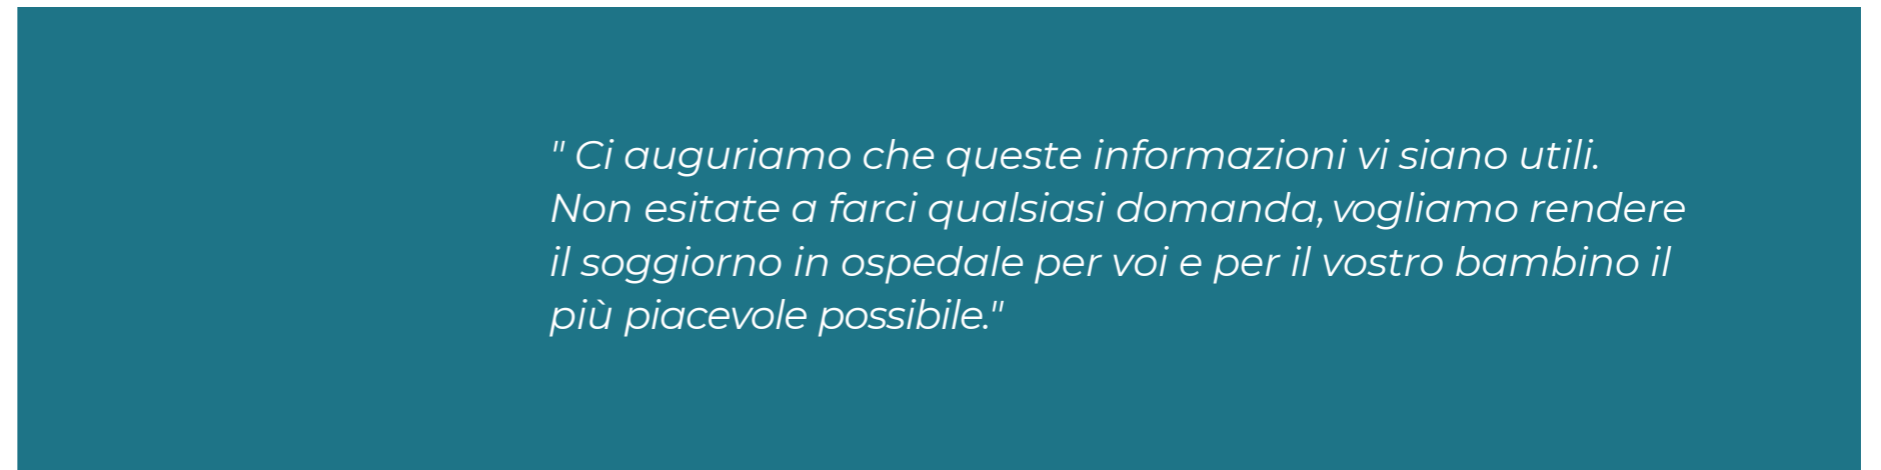 " Ci auguriamo che queste informazioni vi siano utili.
Non esitate a farci qualsiasi domanda, vogliamo rendere
il soggiorno in ospedale per voi e per il vostro bambino il
più piacevole possibile."